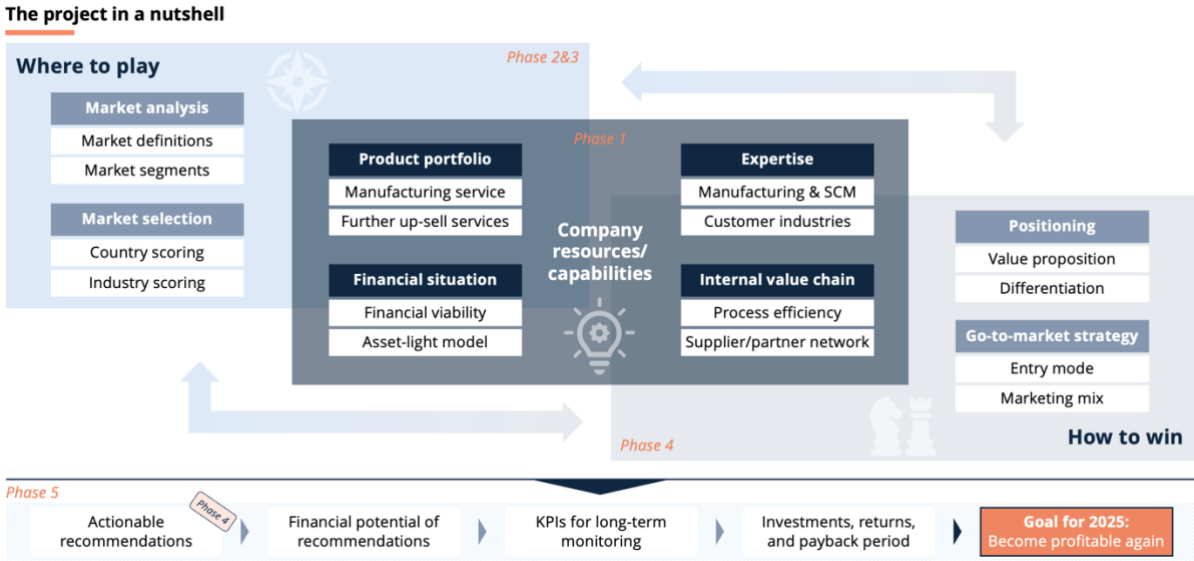 The project in a nutshell
Phase 2&3
Where to play
Market analysis
Market definitions
Market segments
Market selection
Country scoring
Industry scoring
Phase 1
Product portfolio
Manufacturing service
Further up-sell services
Financial situation
Financial viability
Asset-light model
Company
resources/
capabilities
Expertise
Manufacturing & SCM
Customer industries
Internal value chain
Process efficiency
Supplier/partner network
Positioning
Value proposition
Differentiation
Go-to-market strategy
Entry mode
Marketing mix
How to win
Phase 4
Phase 5
Actionable
recommendations
Phase 4
Financial potential of
recommendations
KPIs for long-term
monitoring
Investments, returns,
and payback period
Goal for 2025:
Become profitable again